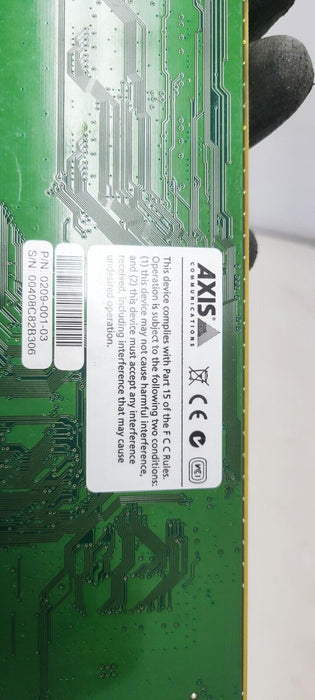 AXIS
COMMUNICATIONS
CE
VCI
This device complies with Part 15 of the F C C Rules.
Operation is subject to the following two conditions:
(1) this device may not cause harmful interference,
and (2) this device must accept any interference
received, including interference that may cause
undesired operation.
P/N: 0209-001-03
S/N: 00408C82B306